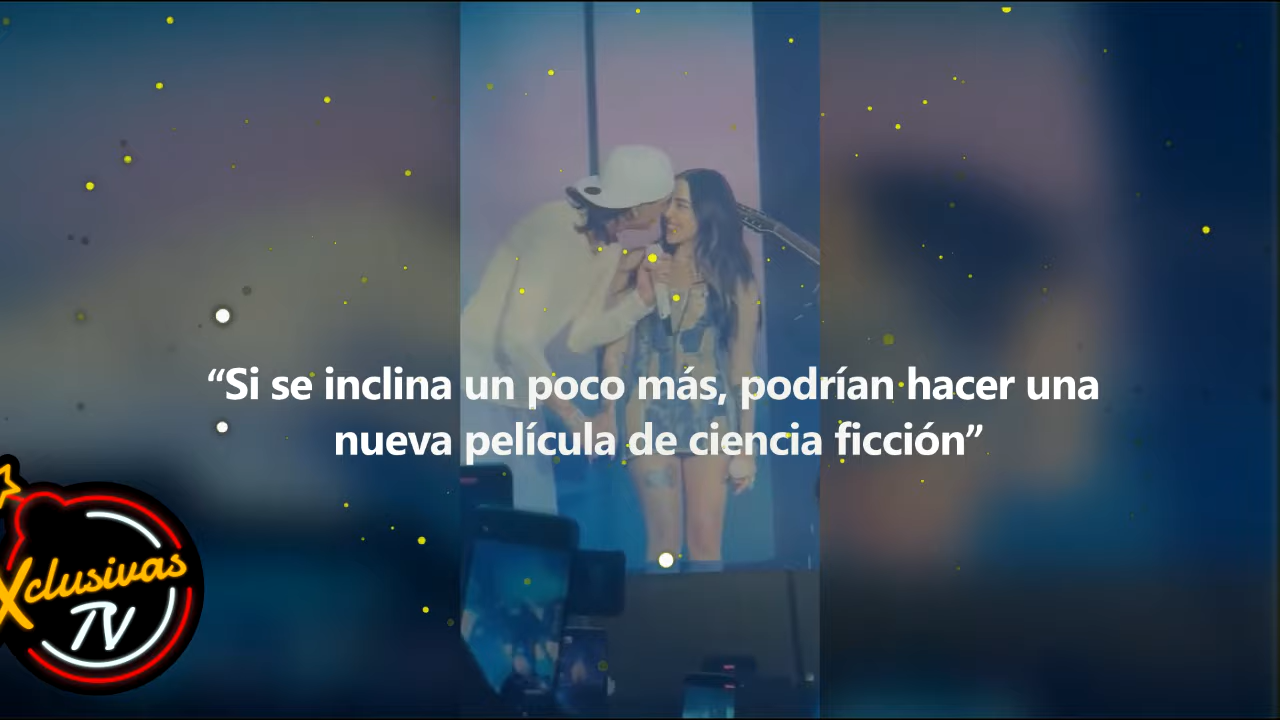 “Si se inclina un poco más, podrían hacer una
nueva película de ciencia ficción”
Xclusivas
TV